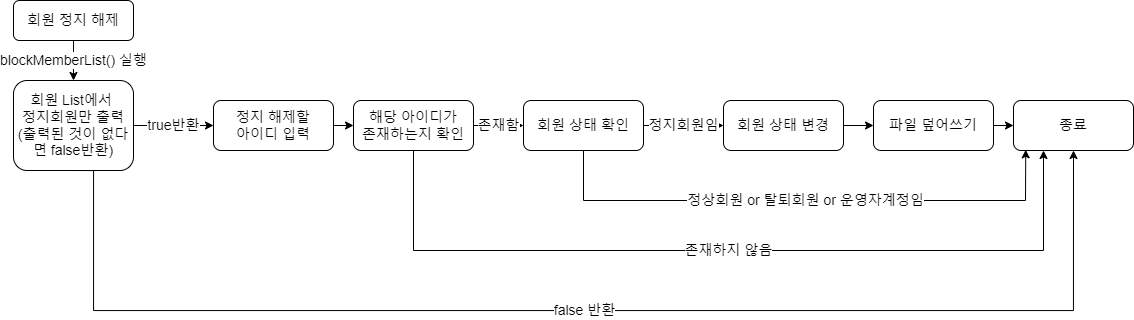 회원 정지 해제
blockMemberList() 실행
회원 List에서
정지회원만 출력
(출력된 것이 없다
면 false반환)
true반환
정지 해제할
아이디 입력
해당 아이디가
존재하는지 확인
존재함
회원 상태 확인
정지회원임
회원 상태 변경
파일 덮어쓰기
종료
정상회원 or 탈퇴회원 or 운영자계정임
존재하지 않음
false 반환